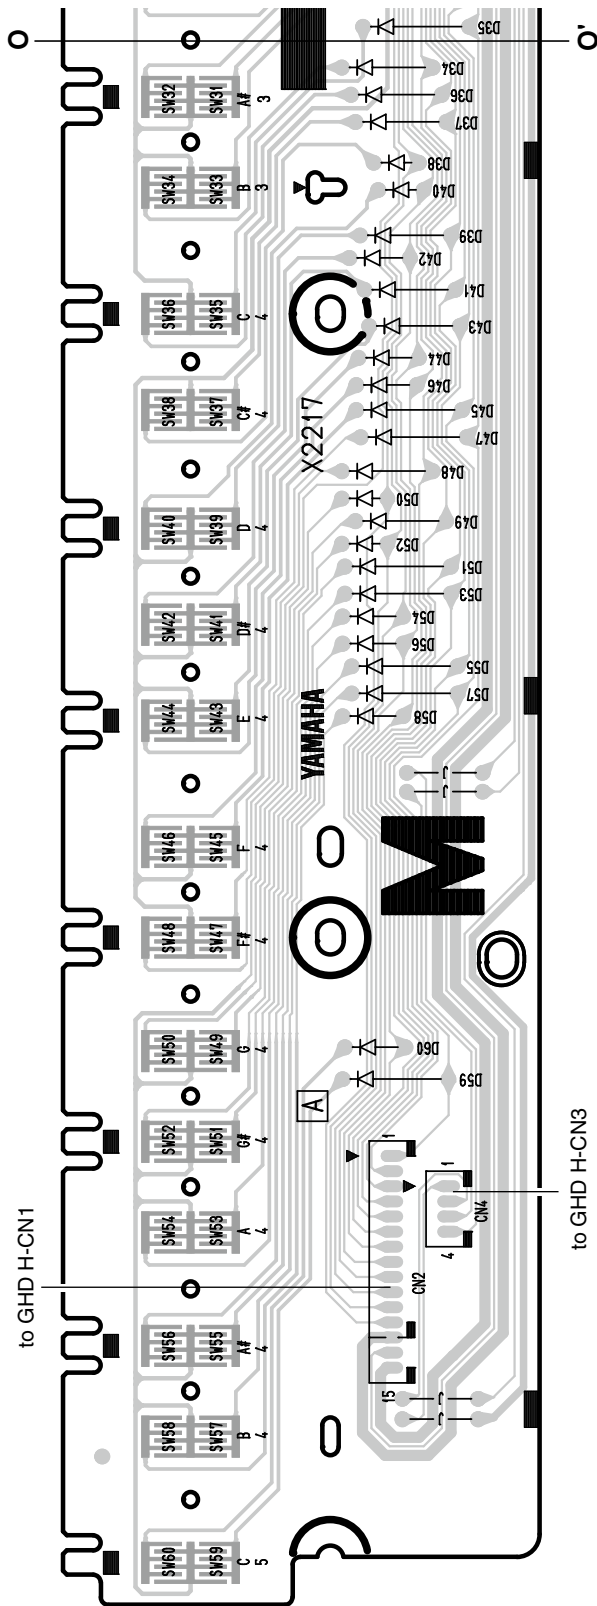 O O'
D35
D34
SW32 SW31 A# 3
D36
D37
D38
SW34 SW33 B 3
D40
D39
D42
D41
SW36 SW35 C 4
D43
D44
D46
SW38 SW37 C# 4
D45
X2217
D47
D48
D50
SW40 SW39 D 4
D49
D52
D51
D53
D54
SW42 SW41 D# 4
D56
D55
D57
SW44 SW43 E 4
D58
YAMAHA
J
J
SW46 SW45 F 4
M
SW48 SW47 F# 4
SW50 SW49 G 4
D60
D59
A
SW52 SW51 G# 4
1
1
to GHD H-CN3
CN4
SW54 SW53 A 4
4
to GHD H-CN1
CN2
SW56 SW55 A# 4
15
J
J
SW58 SW57 B 4
SW60 SW59 C 5